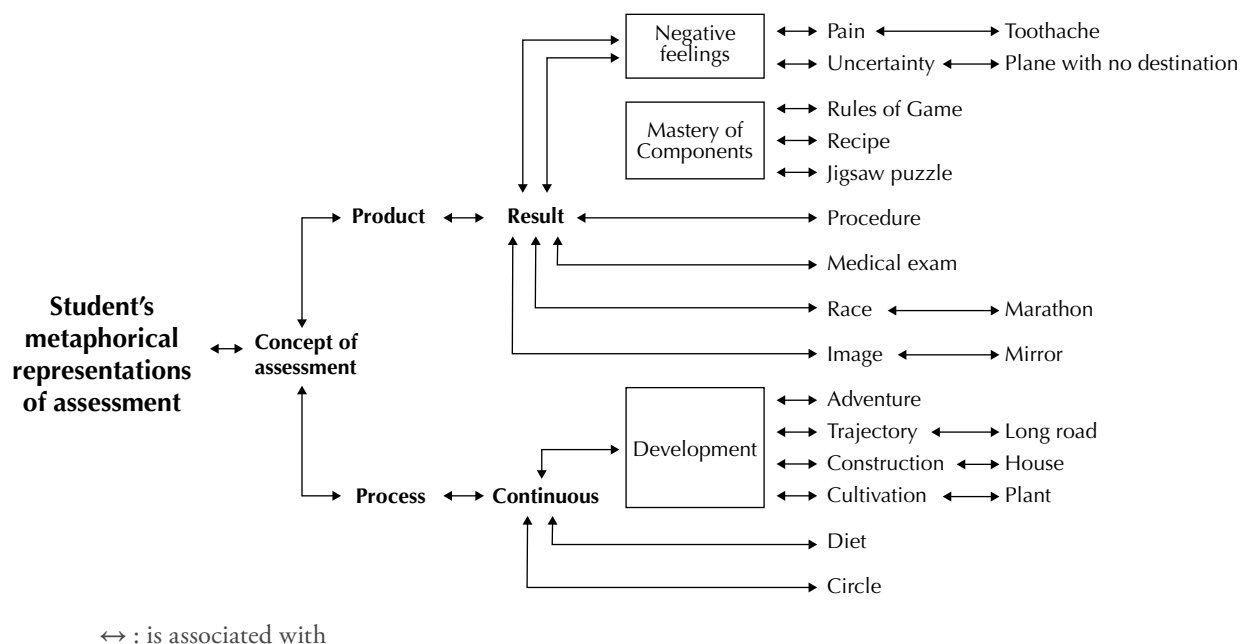 Negative
feelings
Pain
Toothache
Uncertainty
Plane with no destination
Mastery of
Components
Rules of Game
Recipe
Jigsaw puzzle
Product
Result
Procedure
Medical exam
Race
Marathon
Image
Mirror
Student’s
metaphorical
representations
of assessment
Concept of
assessment
Development
Adventure
Trajectory
Long road
Construction
House
Cultivation
Plant
Process
Continuous
Diet
Circle
↔ : is associated with